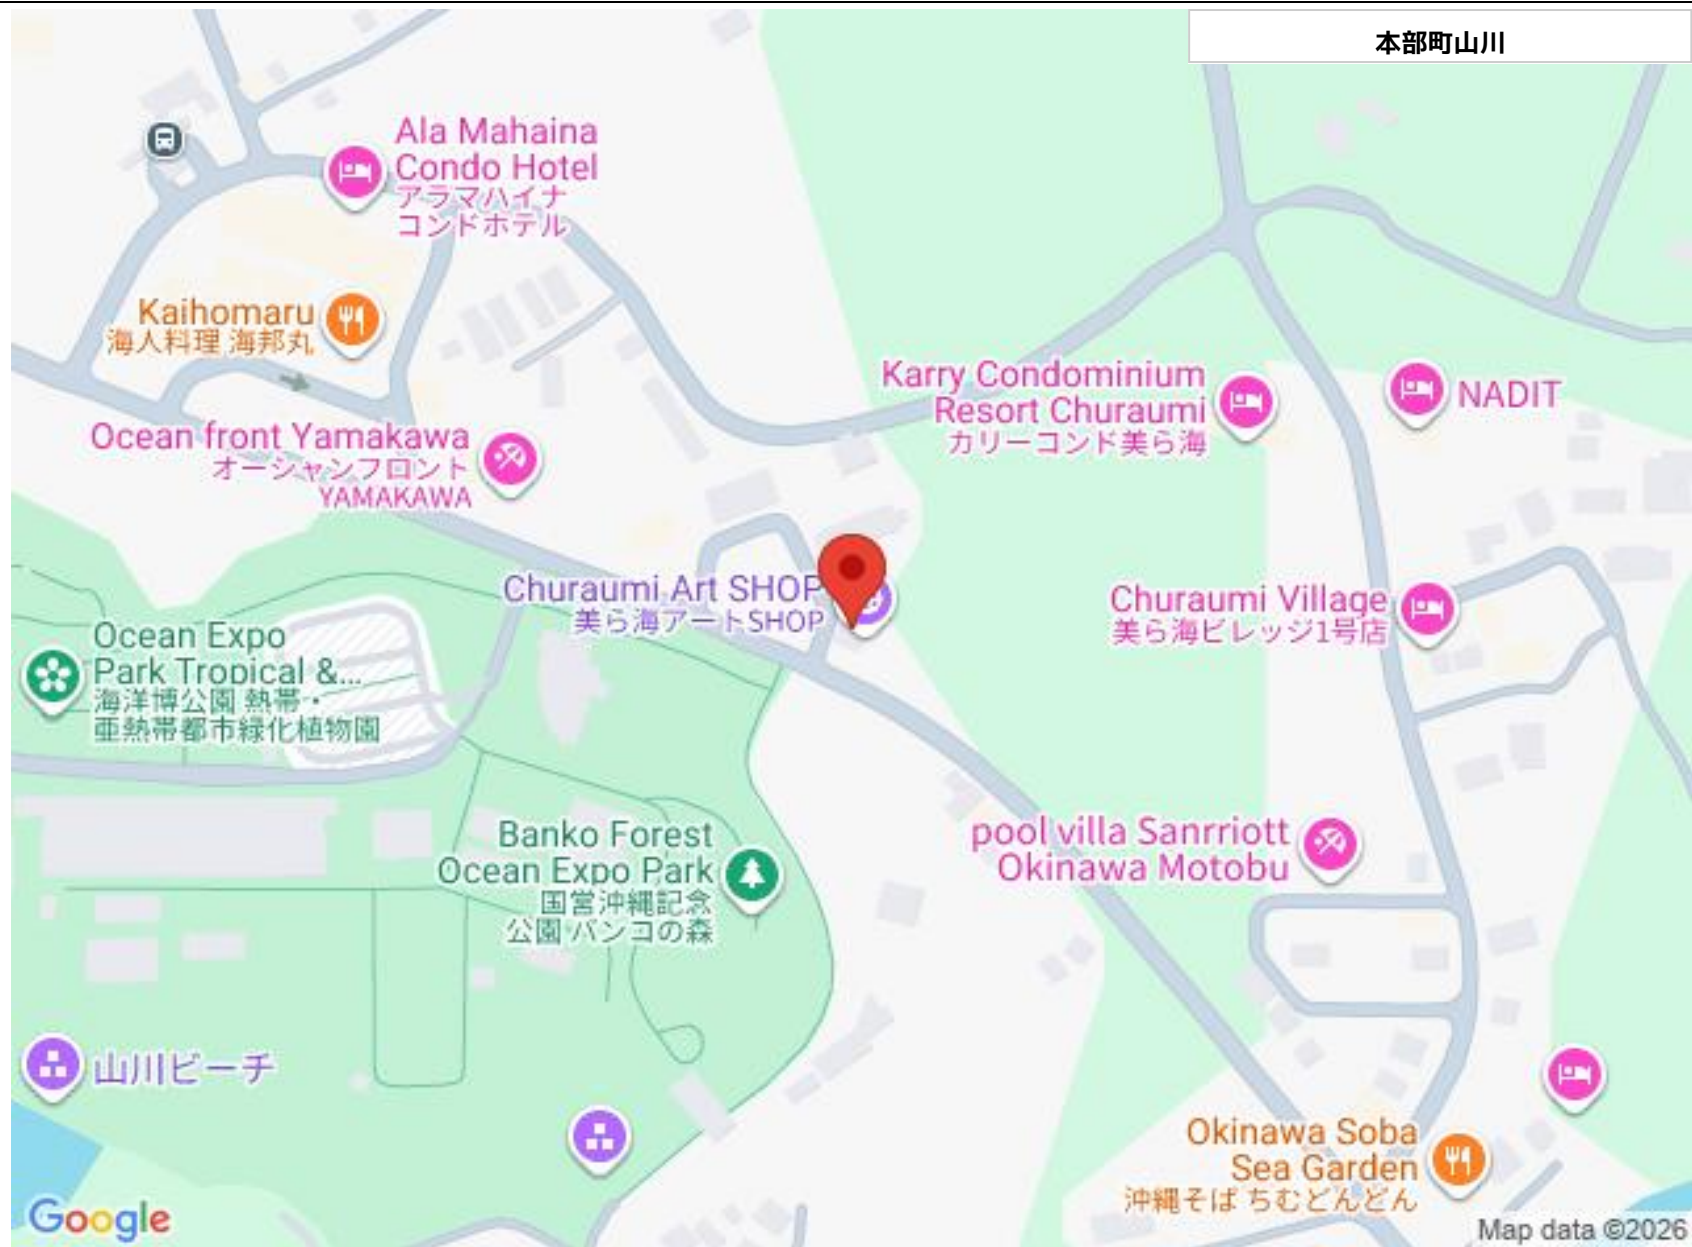 本部町山川
Ala Mahaina
Condo Hotel
アラマハイナ
コンドホテル
Kaihomaru
海人料理 海邦丸
Karry Condominium
Resort Churaumi
カリーコンド美ら海
NADIT
Ocean front Yamakawa
オーシャンフロント
YAMAKAWA
Churaumi Art SHOP
美ら海アートSHOP
Churaumi Village
美ら海ビレッジ1号店
Ocean Expo
Park Tropical &...
海洋博公園 熱帯・
亜熱帯都市緑化植物園
Banko Forest
Ocean Expo Park
国営沖縄記念
公園 バンコの森
pool villa Sanrriott
Okinawa Motobu
山川ビーチ
Okinawa Soba
Sea Garden
沖縄そば ちむどんどん
Google
Map data ©2026